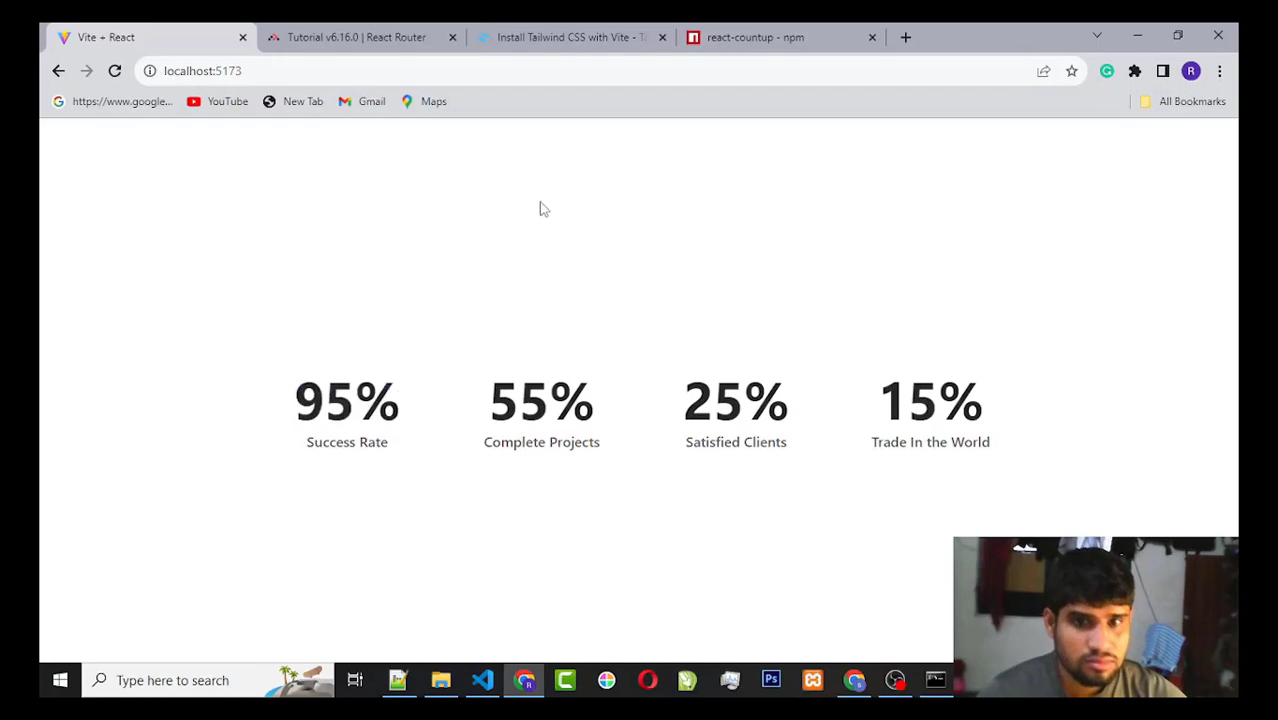 Vite + React
Tutorial v6.16.0 | React Router
Install Tailwind CSS with Vite - Ta
react-countup - npm
localhost:5173
https://www.google...
YouTube
New Tab
Gmail
Maps
All Bookmarks
95% 55% 25% 15%
Success Rate Complete Projects Satisfied Clients Trade In the World
Type here to search